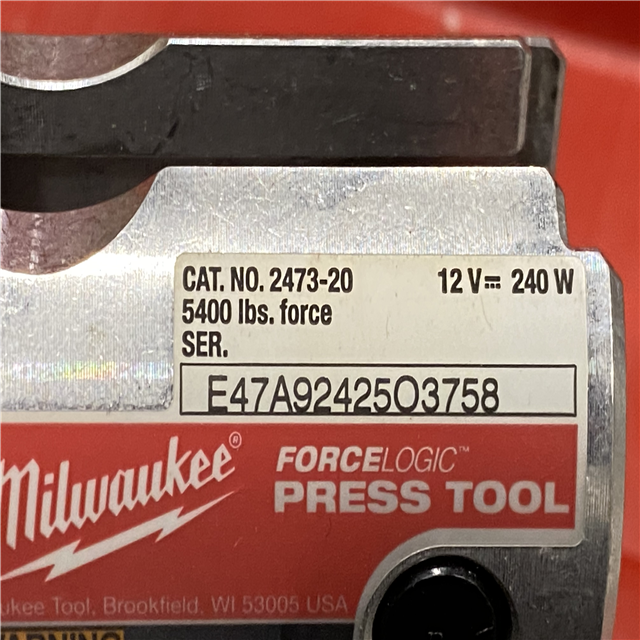 CAT. NO. 2473-20 12 V⎓ 240 W
5400 lbs. force
SER.
E47A92425O3758
Milwaukee®
FORCELOGIC™
PRESS TOOL
Tool, Brookfield, WI 53005 USA
WARNING